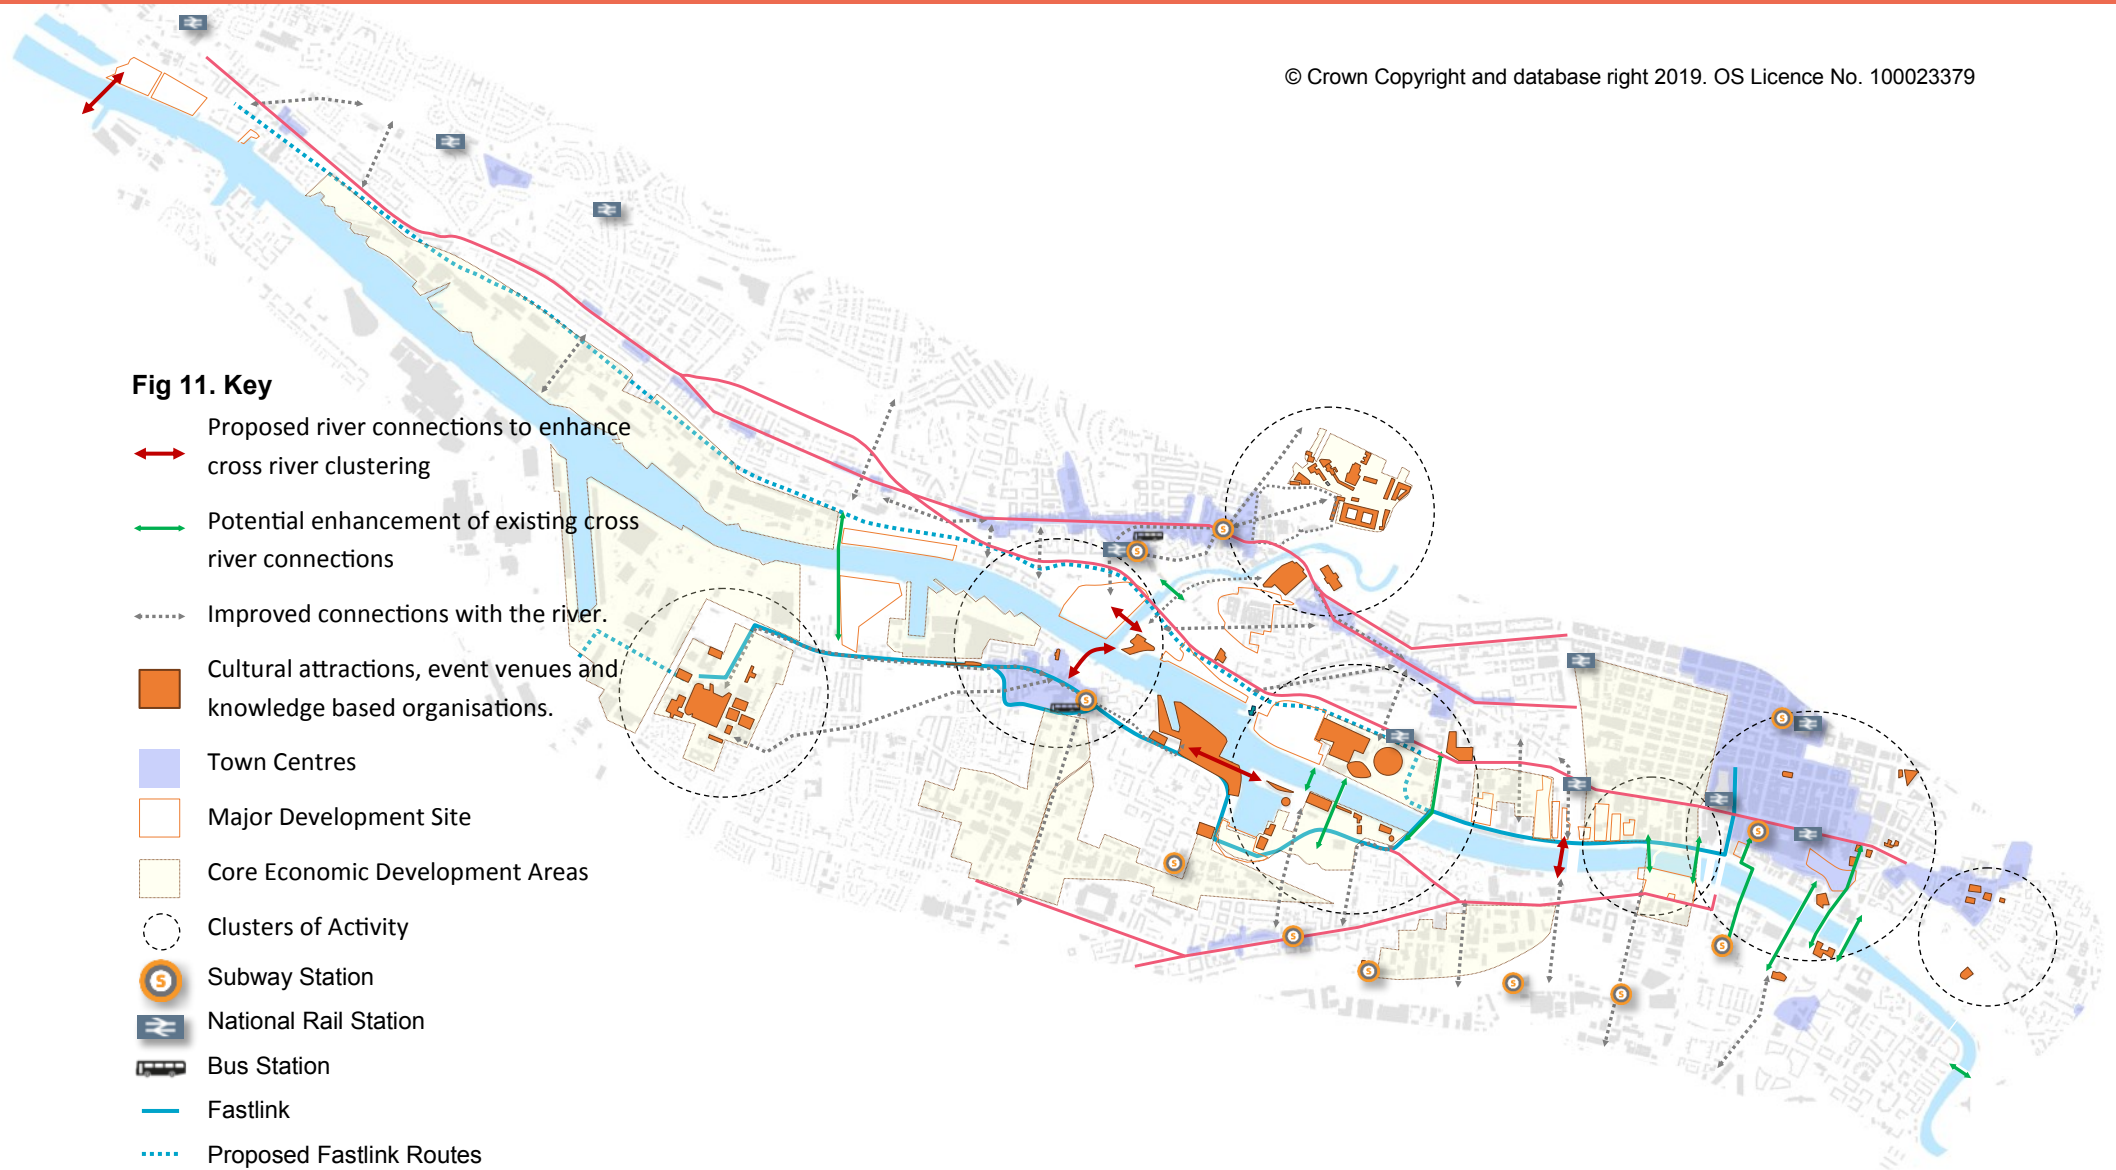 © Crown Copyright and database right 2019. OS Licence No. 100023379
Fig 11. Key
Proposed river connections to enhance
cross river clustering
Potential enhancement of existing cross
river connections
Improved connections with the river.
Cultural attractions, event venues and
knowledge based organisations.
Town Centres
Major Development Site
Core Economic Development Areas
Clusters of Activity
S
Subway Station
National Rail Station
Bus Station
Fastlink
Proposed Fastlink Routes